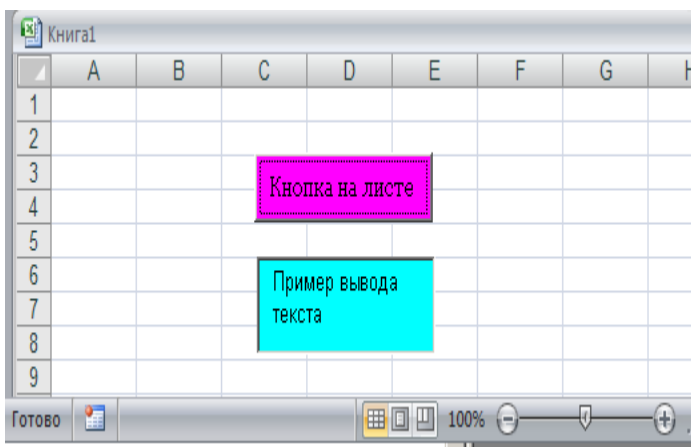 Книга1
A B C D E F G H
1
2
3
Кнопка на листе
4
5
6
Пример вывода
7
текста
8
9
Готово 100%